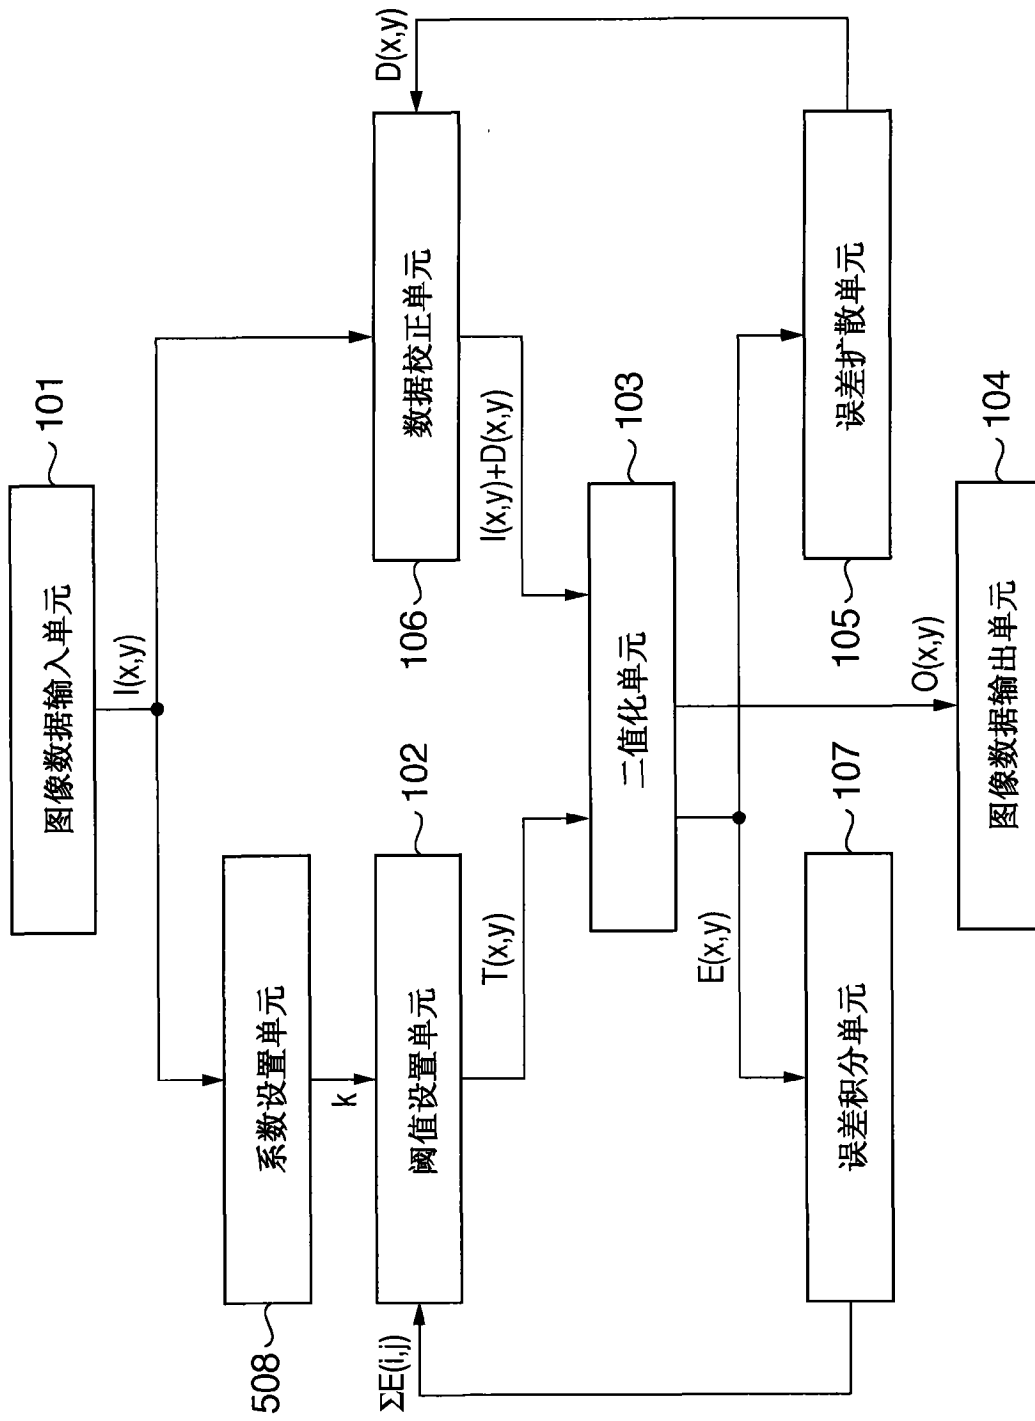 101
图像数据输入单元
I(x,y)
508
系数设置单元
k
ΣE(i,j)
阈值设置单元
102
106
数据校正单元
D(x,y)
T(x,y)
I(x,y)+D(x,y)
二值化单元
103
E(x,y)
误差积分单元
107
105
误差扩散单元
O(x,y)
图像数据输出单元
104